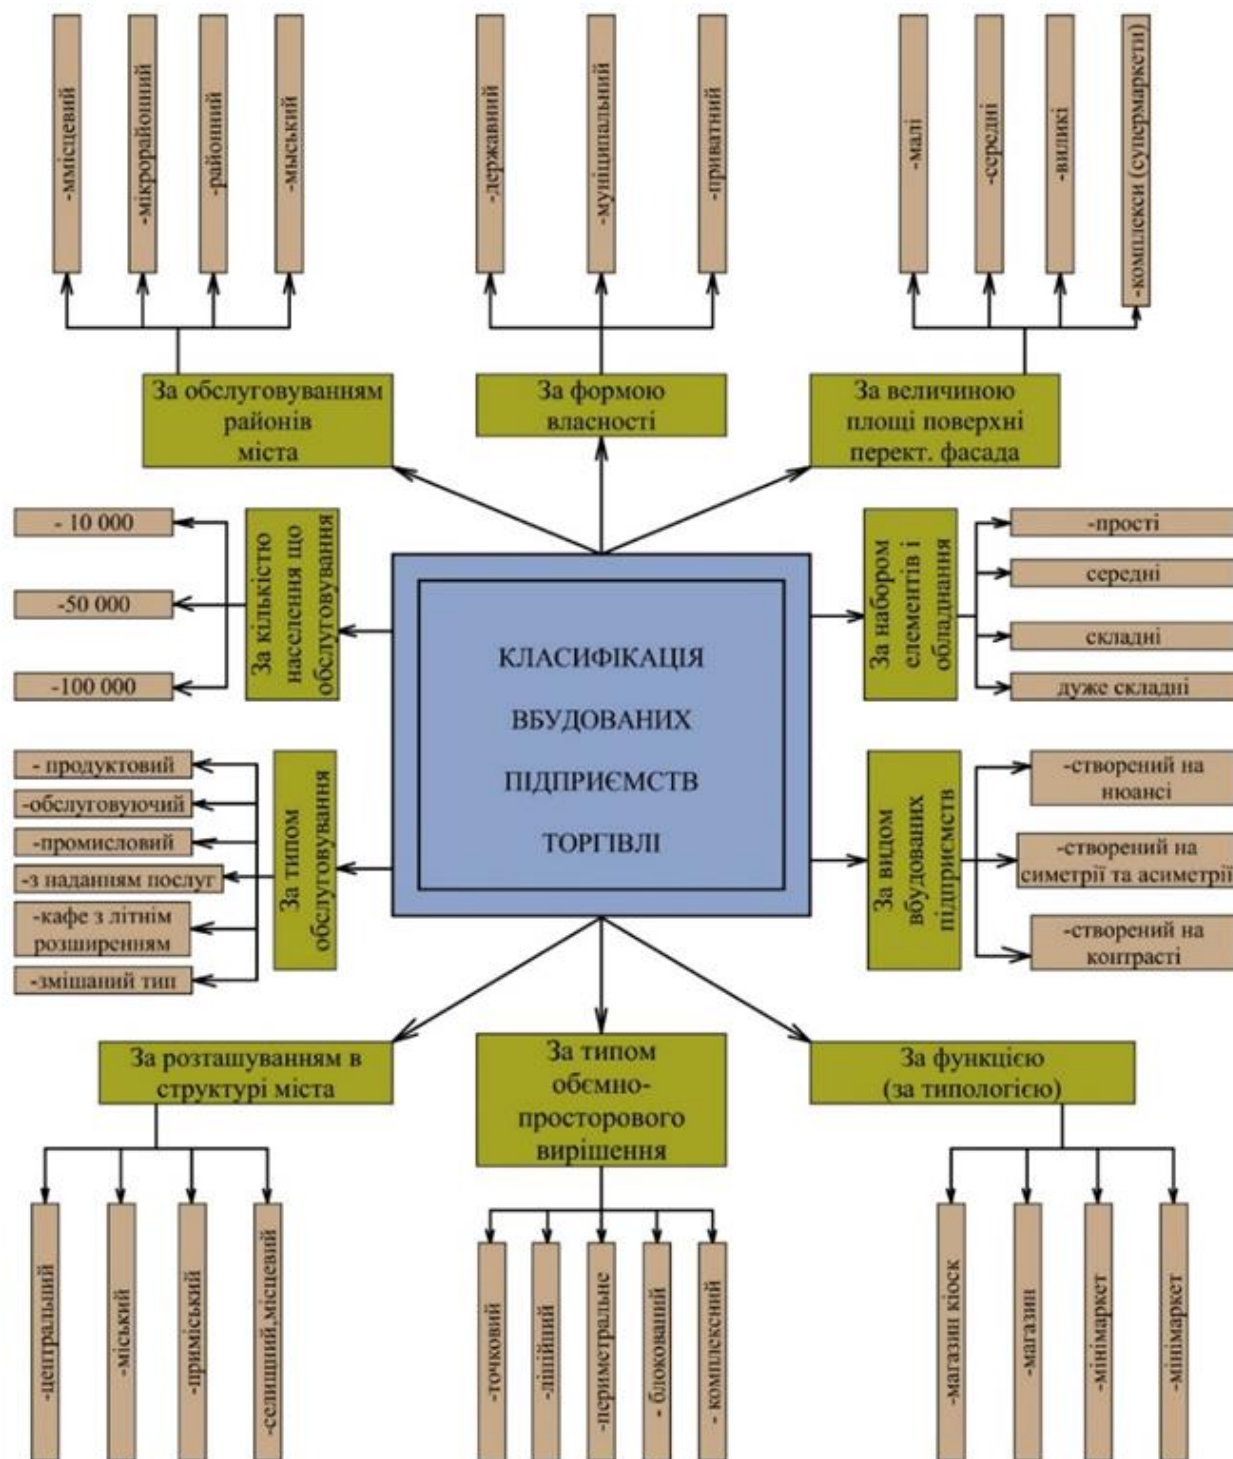 -ммісцевий
-мікрорайонний
-районний
-мыський
-державний
-муніципальний
-приватний
-малі
-середні
-виликі
-комплекси (супермаркети)
За обслуговуванням
районів
міста
За формою
власності
За величиною
площі поверхні
перект. фасада
- 10 000
-50 000
-100 000
За кількістю
населення що
обслуговування
КЛАСИФІКАЦІЯ
ВБУДОВАНИХ
ПІДПРИЄМСТВ
ТОРГІВЛІ
За набором
елементів і
обладнання
-прості
середні
складні
дуже складні
- продуктовий
-обслуговуючий
-промисловий
-з наданням послуг
-кафе з літнім
розширенням
-змішаний тип
За типом
обслуговування
За видом
вбудованих
підприємств
-створений на
нюансі
-створений на
симетрії та асиметрії
-створений на
контрасті
За розташуванням в
структурі міста
За типом
обємно-
просторового
вирішення
За функцією
(за типологією)
-центральний
-міський
-приміський
-селищний,місцевий
-точковий
-лінійний
-периметральне
- блокований
- комплексний
-магазин кіоск
-магазин
-мінімаркет
-мінімаркет